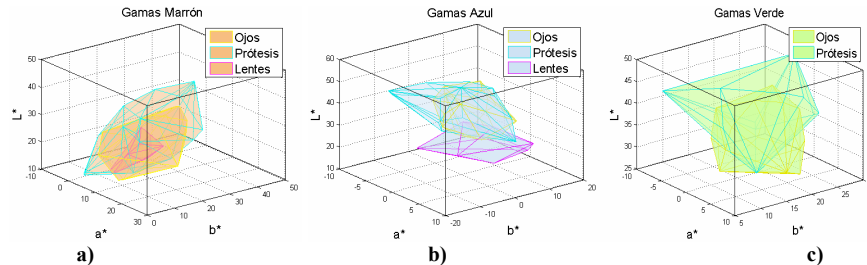 Gamas Marrón
Ojos
Prótesis
Lentes
50
40
30
20
10
L*
-10
0
10
20
30
a*
0
10
20
30
40
50
b*
a)
Gamas Azul
Ojos
Prótesis
Lentes
60
50
40
30
20
10
L*
-10
-5
0
5
10
a*
-20
-10
0
10
20
b*
b)
Gamas Verde
Ojos
Prótesis
50
45
40
35
30
25
L*
-10
-5
0
5
10
a*
5
10
15
20
25
b*
c)